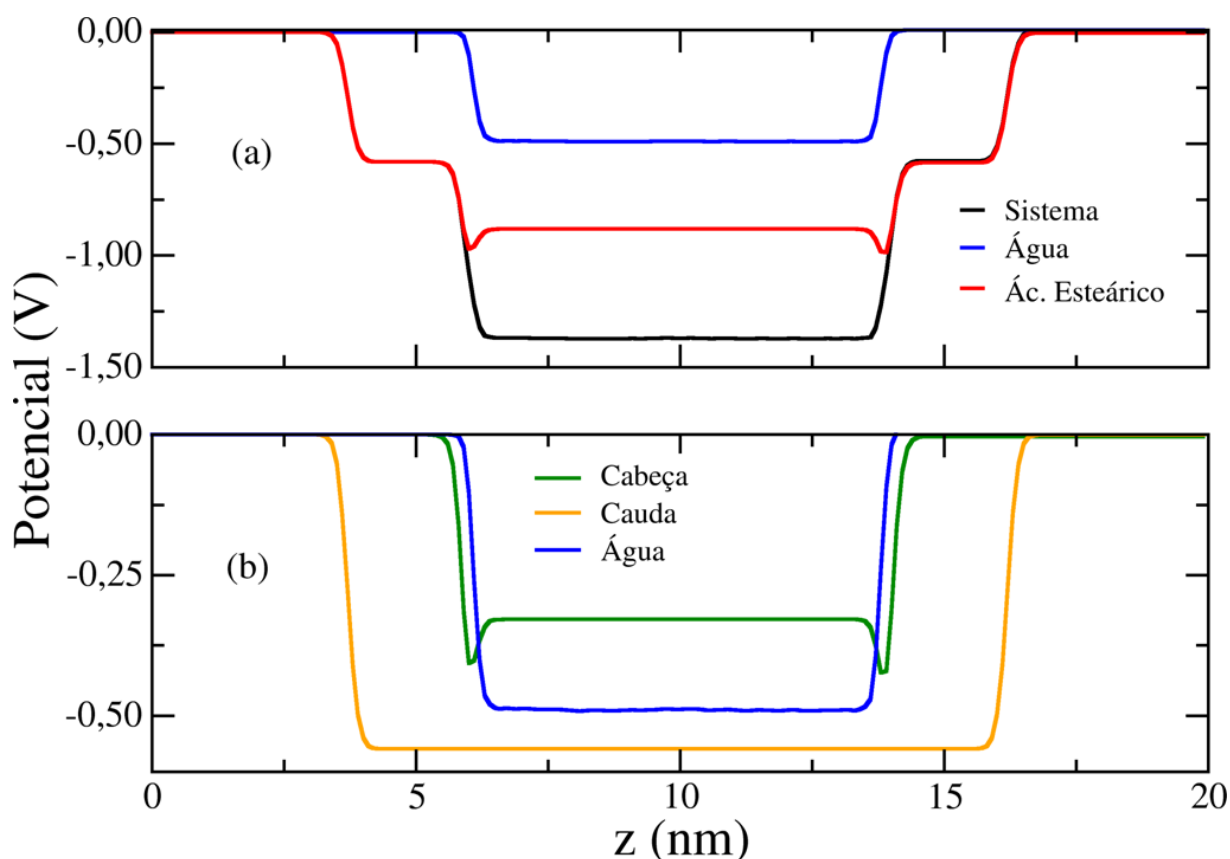 0,00
-0,50
-1,00
-1,50
(a)
Sistema
Água
Ác. Esteárico
Potencial (V)
0,00
-0,25
-0,50
(b)
Cabeça
Cauda
Água
0
5
10
15
20
z (nm)